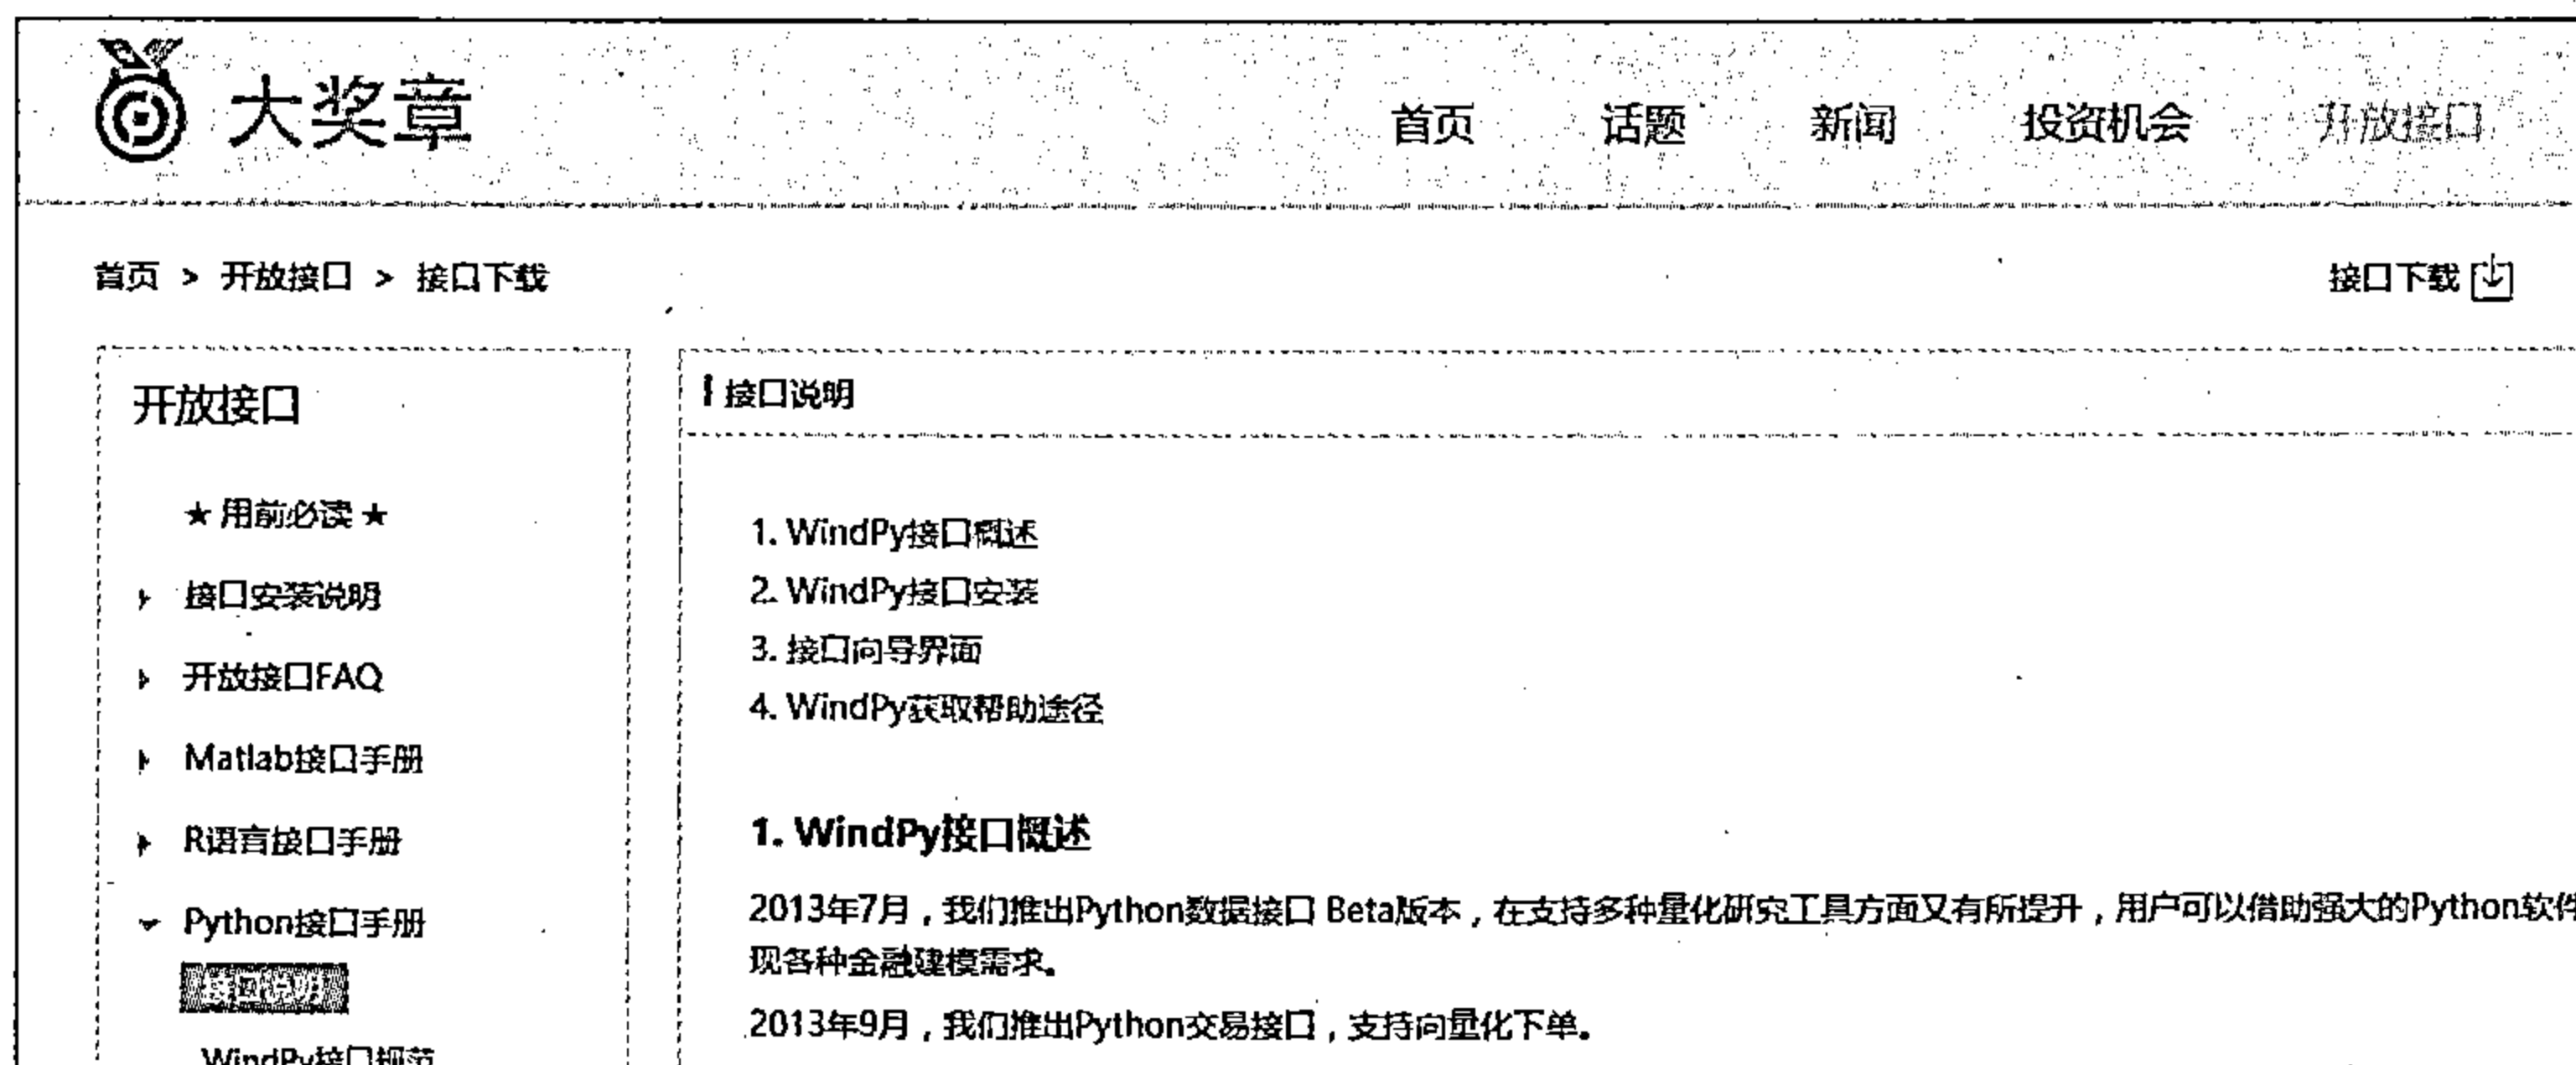 大奖章
首页 话题 新闻 投资机会 开放接口
首页 > 开放接口 > 接口下载
接口下载
开放接口
★ 用前必读 ★
接口安装说明
开放接口FAQ
Matlab接口手册
R语言接口手册
Python接口手册
接口说明
WindPy接口规范
接口说明
1. WindPy接口概述
2. WindPy接口安装
3. 接口向导界面
4. WindPy获取帮助途径
1. WindPy接口概述
2013年7月，我们推出Python数据接口 Beta版本，在支持多种量化研究工具方面又有所提升，用户可以借助强大的Python软件
现各种金融建模需求。
2013年9月，我们推出Python交易接口，支持向量化下单。